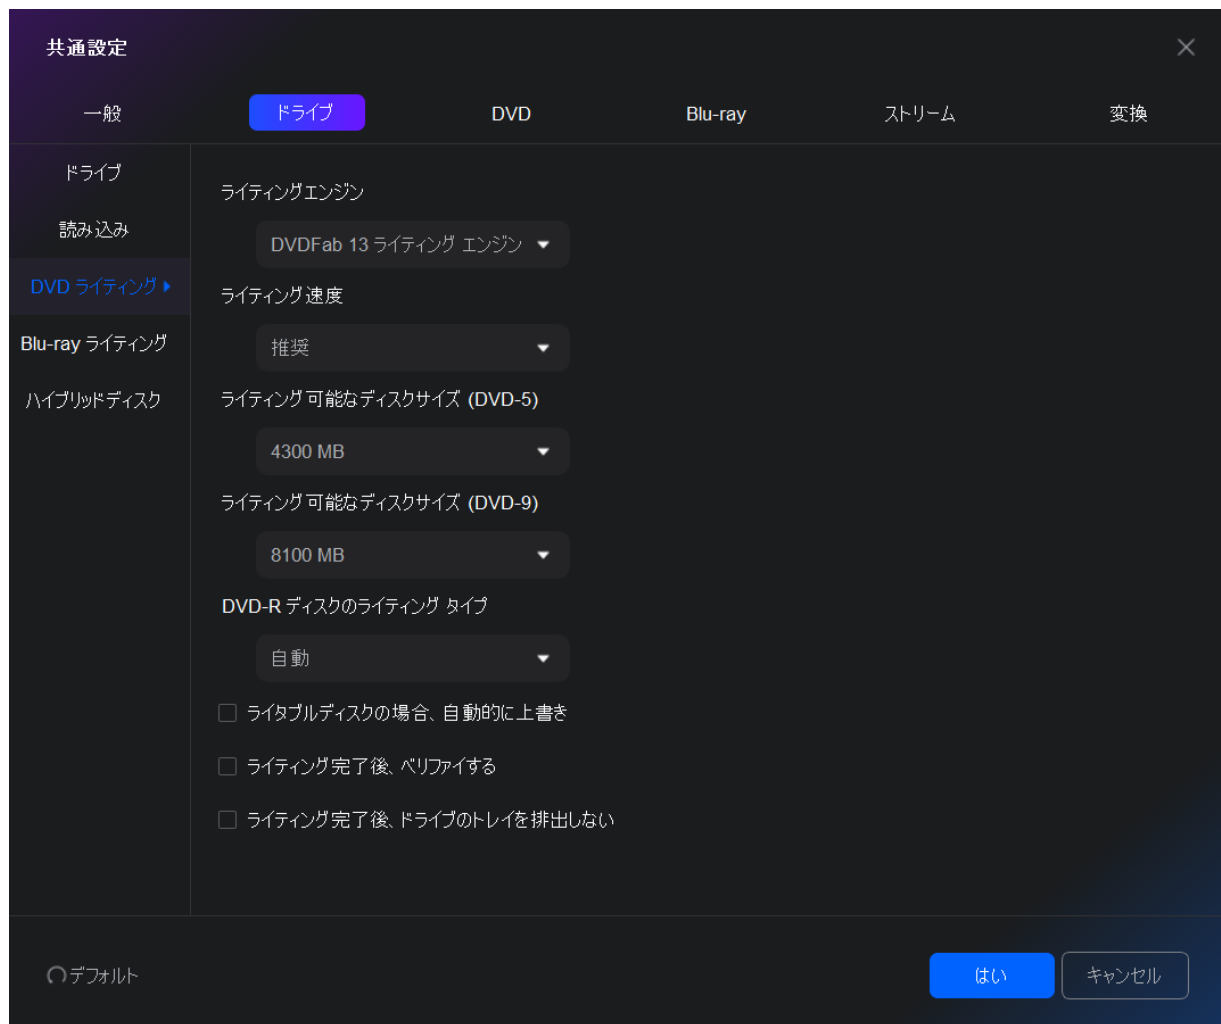 共通設定
一般 ドライブ DVD Blu-ray ストリーム 変換
ドライブ
読み込み
DVD ライティング
Blu-ray ライティング
ハイブリッドディスク
ライティングエンジン
DVDFab 13 ライティング エンジン
ライティング速度
推奨
ライティング可能なディスクサイズ (DVD-5)
4300 MB
ライティング可能なディスクサイズ (DVD-9)
8100 MB
DVD-R ディスクのライティング タイプ
自動
ライタブルディスクの場合、自動的に上書き
ライティング完了後、ベリファイする
ライティング完了後、ドライブのトレイを排出しない
デフォルト
はい キャンセル